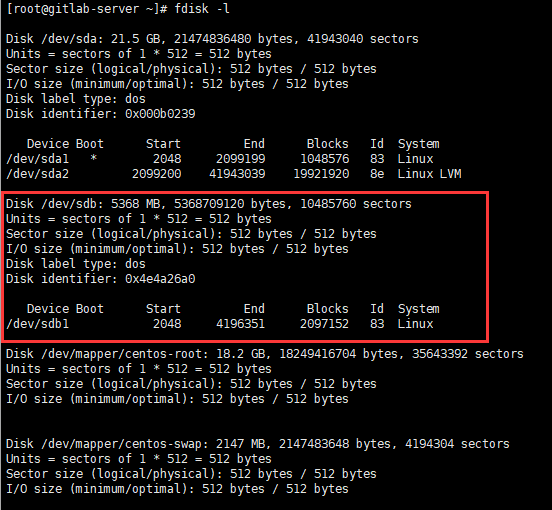 [root@gitlab-server ~]# fdisk -l
Disk /dev/sda: 21.5 GB, 21474836480 bytes, 41943040 sectors
Units = sectors of 1 * 512 = 512 bytes
Sector size (logical/physical): 512 bytes / 512 bytes
I/O size (minimum/optimal): 512 bytes / 512 bytes
Disk label type: dos
Disk identifier: 0x000b0239
Device Boot Start End Blocks Id System
/dev/sda1 * 2048 2099199 1048576 83 Linux
/dev/sda2 2099200 41943039 19921920 8e Linux LVM
Disk /dev/sdb: 5368 MB, 5368709120 bytes, 10485760 sectors
Units = sectors of 1 * 512 = 512 bytes
Sector size (logical/physical): 512 bytes / 512 bytes
I/O size (minimum/optimal): 512 bytes / 512 bytes
Disk label type: dos
Disk identifier: 0x4e4a26a0
Device Boot Start End Blocks Id System
/dev/sdb1 2048 4196351 2097152 83 Linux
Disk /dev/mapper/centos-root: 18.2 GB, 18249416704 bytes, 35643392 sectors
Units = sectors of 1 * 512 = 512 bytes
Sector size (logical/physical): 512 bytes / 512 bytes
I/O size (minimum/optimal): 512 bytes / 512 bytes
Disk /dev/mapper/centos-swap: 2147 MB, 2147483648 bytes, 4194304 sectors
Units = sectors of 1 * 512 = 512 bytes
Sector size (logical/physical): 512 bytes / 512 bytes
I/O size (minimum/optimal): 512 bytes / 512 bytes